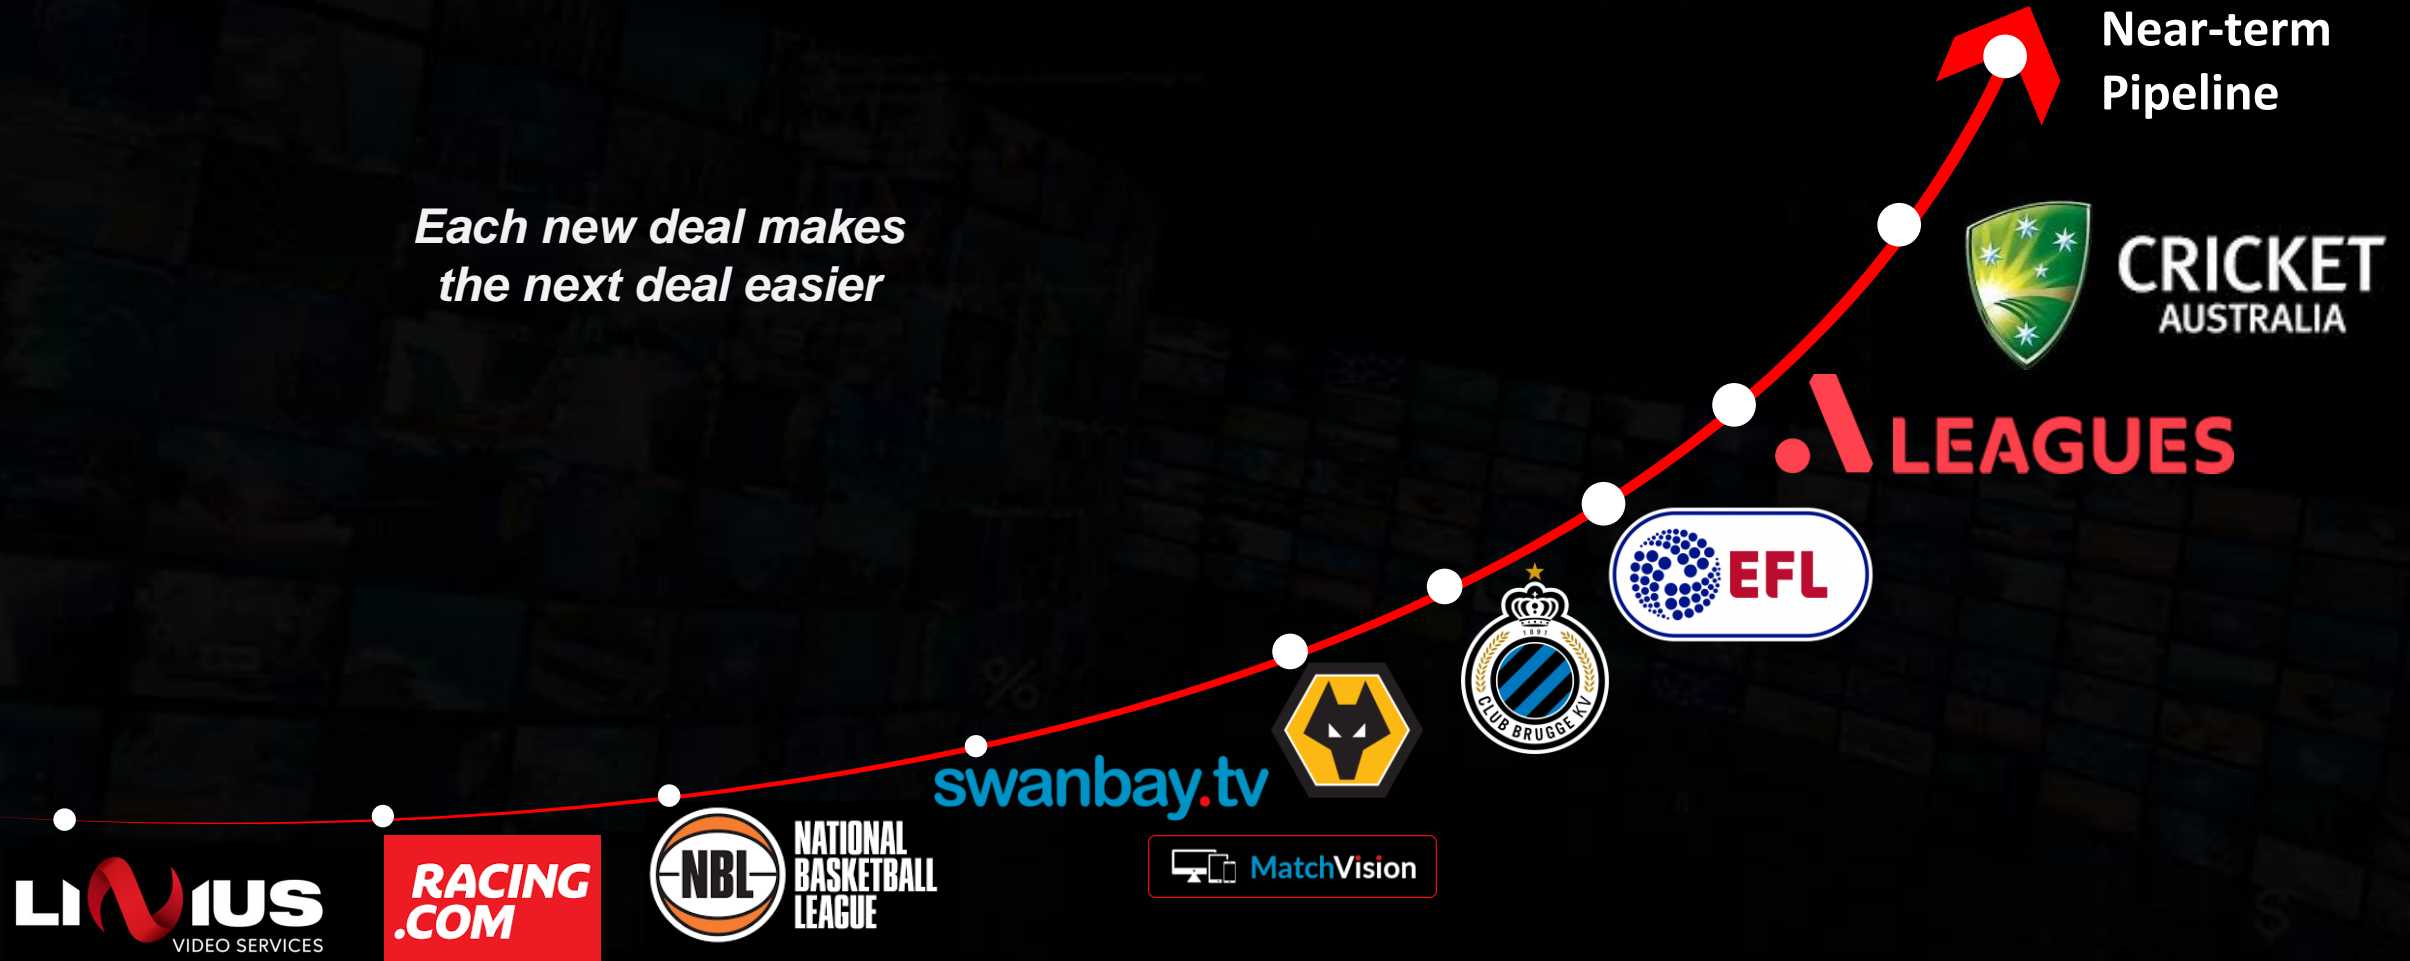 Near-term
Pipeline
Each new deal makes
the next deal easier
CRICKET
AUSTRALIA
A LEAGUES
EFL
1891
CLUB BRUGGE KV
swanbay.tv
MatchVision
NBL
NATIONAL
BASKETBALL
LEAGUE
RACING
.COM
LINIUS
VIDEO SERVICES